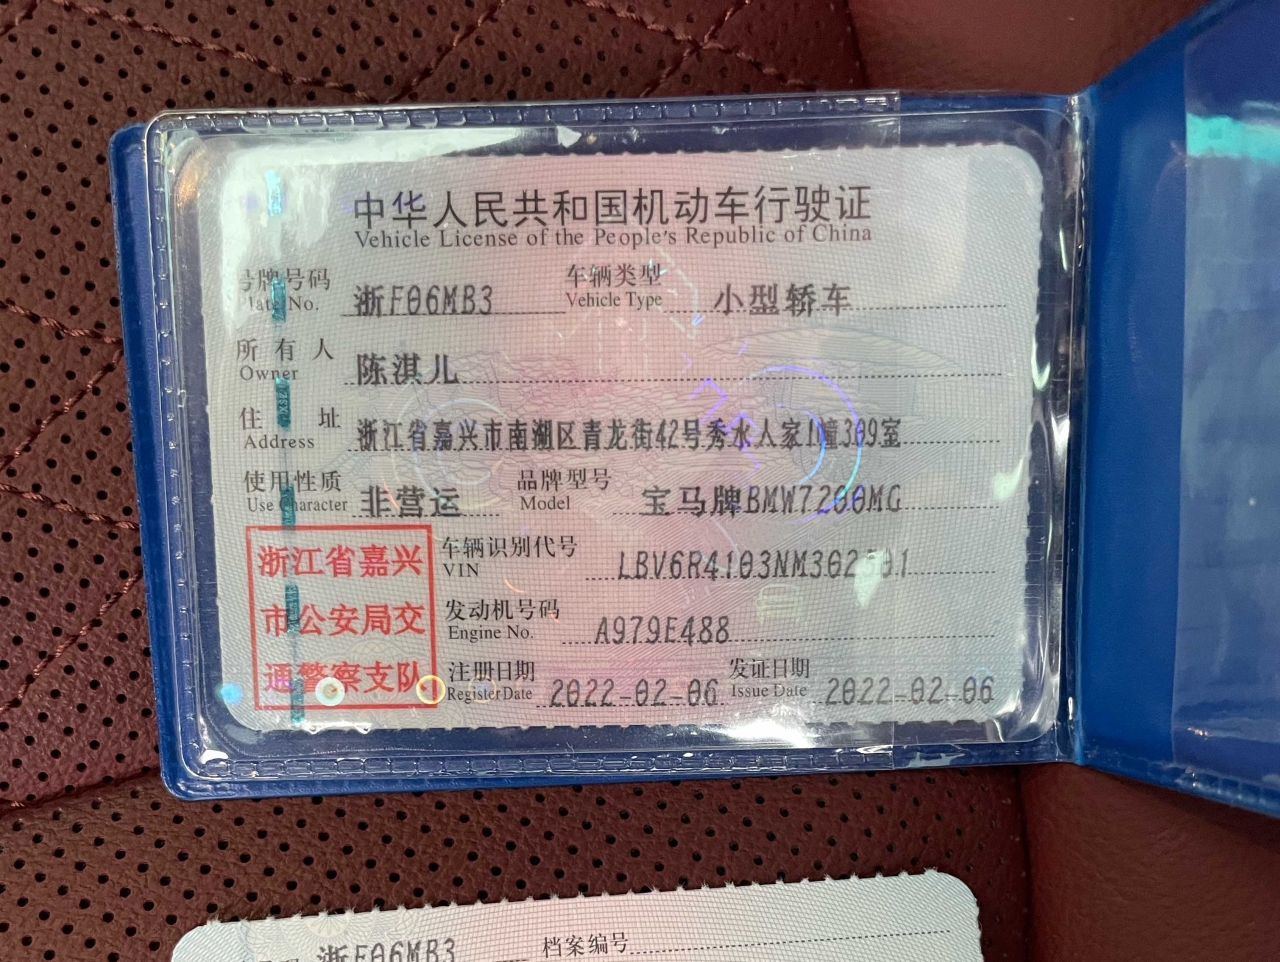 中华人民共和国机动车行驶证
Vehicle License of the People's Republic of China
号牌号码 浙F06MB3 车辆类型 小型轿车
Plate No. Vehicle Type
所有人 陈淇儿
Owner
住址 浙江省嘉兴市南湖区青龙街42号秀水人家1幢309室
Address
使用性质 非营运 品牌型号 宝马牌BMW7200MG
Use Character Model
浙江省嘉兴
市公安局交
通警察支队
车辆识别代号
VIN
发动机号码 A979E488
Engine No.
注册日期 2022-02-06 发证日期 2022-02-06
Register Date Issue Date
浙F06MB3 档案编号